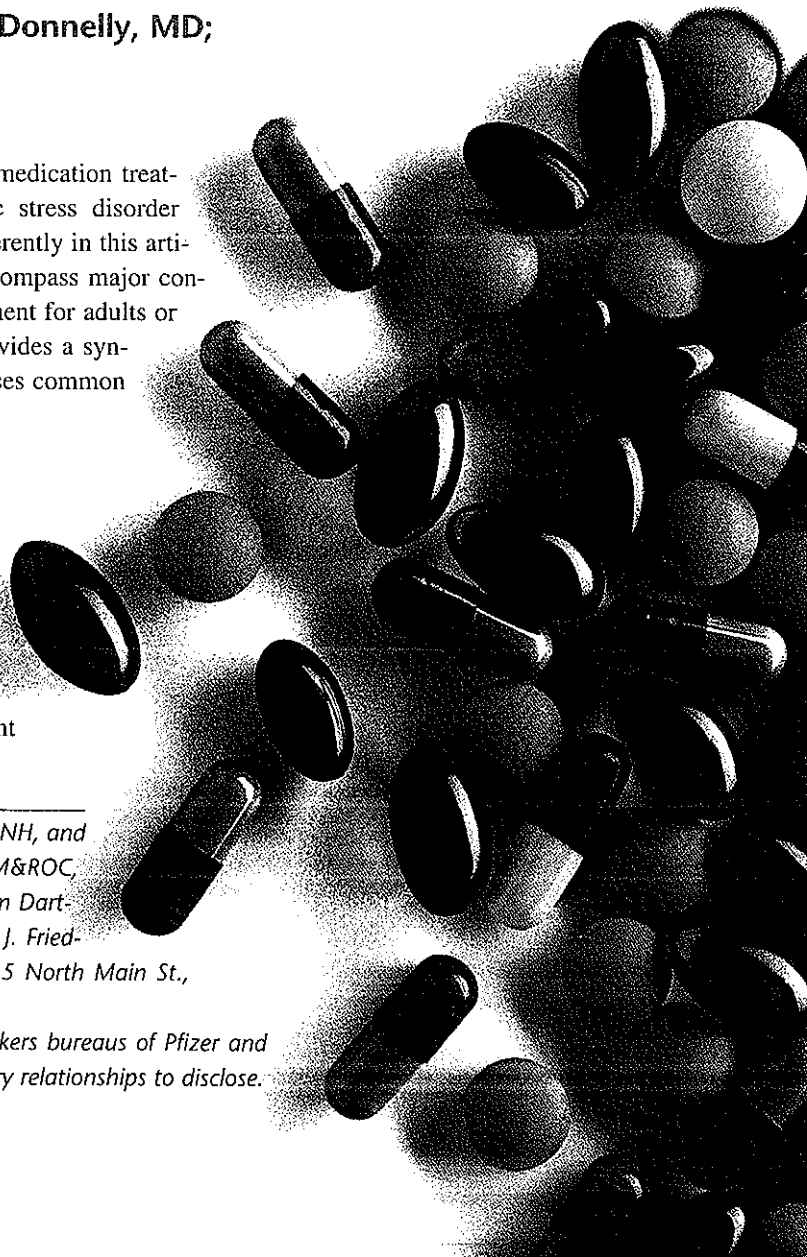 Donnelly, MD;
medication treat-
stress disorder
erently in this arti-
ompass major con-
ent for adults or
vides a syn-
ses common
nt
NH, and
M&ROC,
n Dart-
J. Fried-
5 North Main St.,
kers bureaus of Pfizer and
ry relationships to disclose.